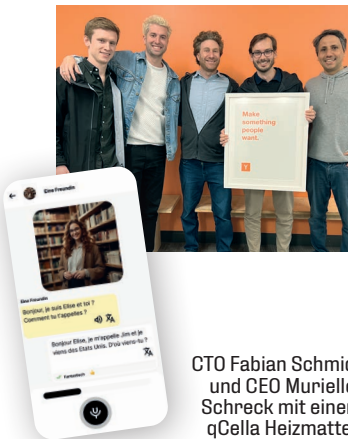 Make
something
people
want.
Y
Eine Freundin
Eine Freundin
Bonjour, je suis Elise et toi ?
Comment tu t'appelles ?
Bonjour Elise, je m'appelle Jim et je
viens des Etats Unis. D'où viens-tu ?
Fantastisch
CTO Fabian Schmid
und CEO Murielle
Schreck mit einer
qCella Heizmatte